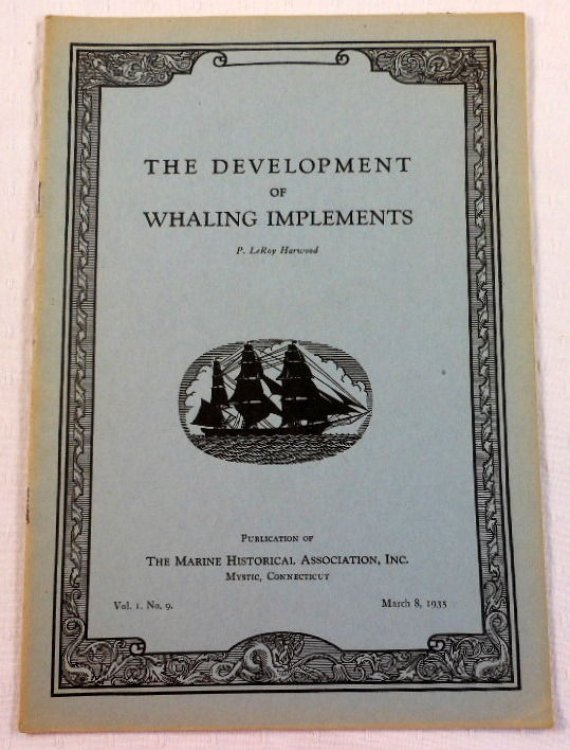 THE DEVELOPMENT
OF
WHALING IMPLEMENTS
P. LeRoy Harwood
PUBLICATION OF
THE MARINE HISTORICAL ASSOCIATION, INC.
MYSTIC, CONNECTICUT
Vol. 1. No. 9. March 8, 1935